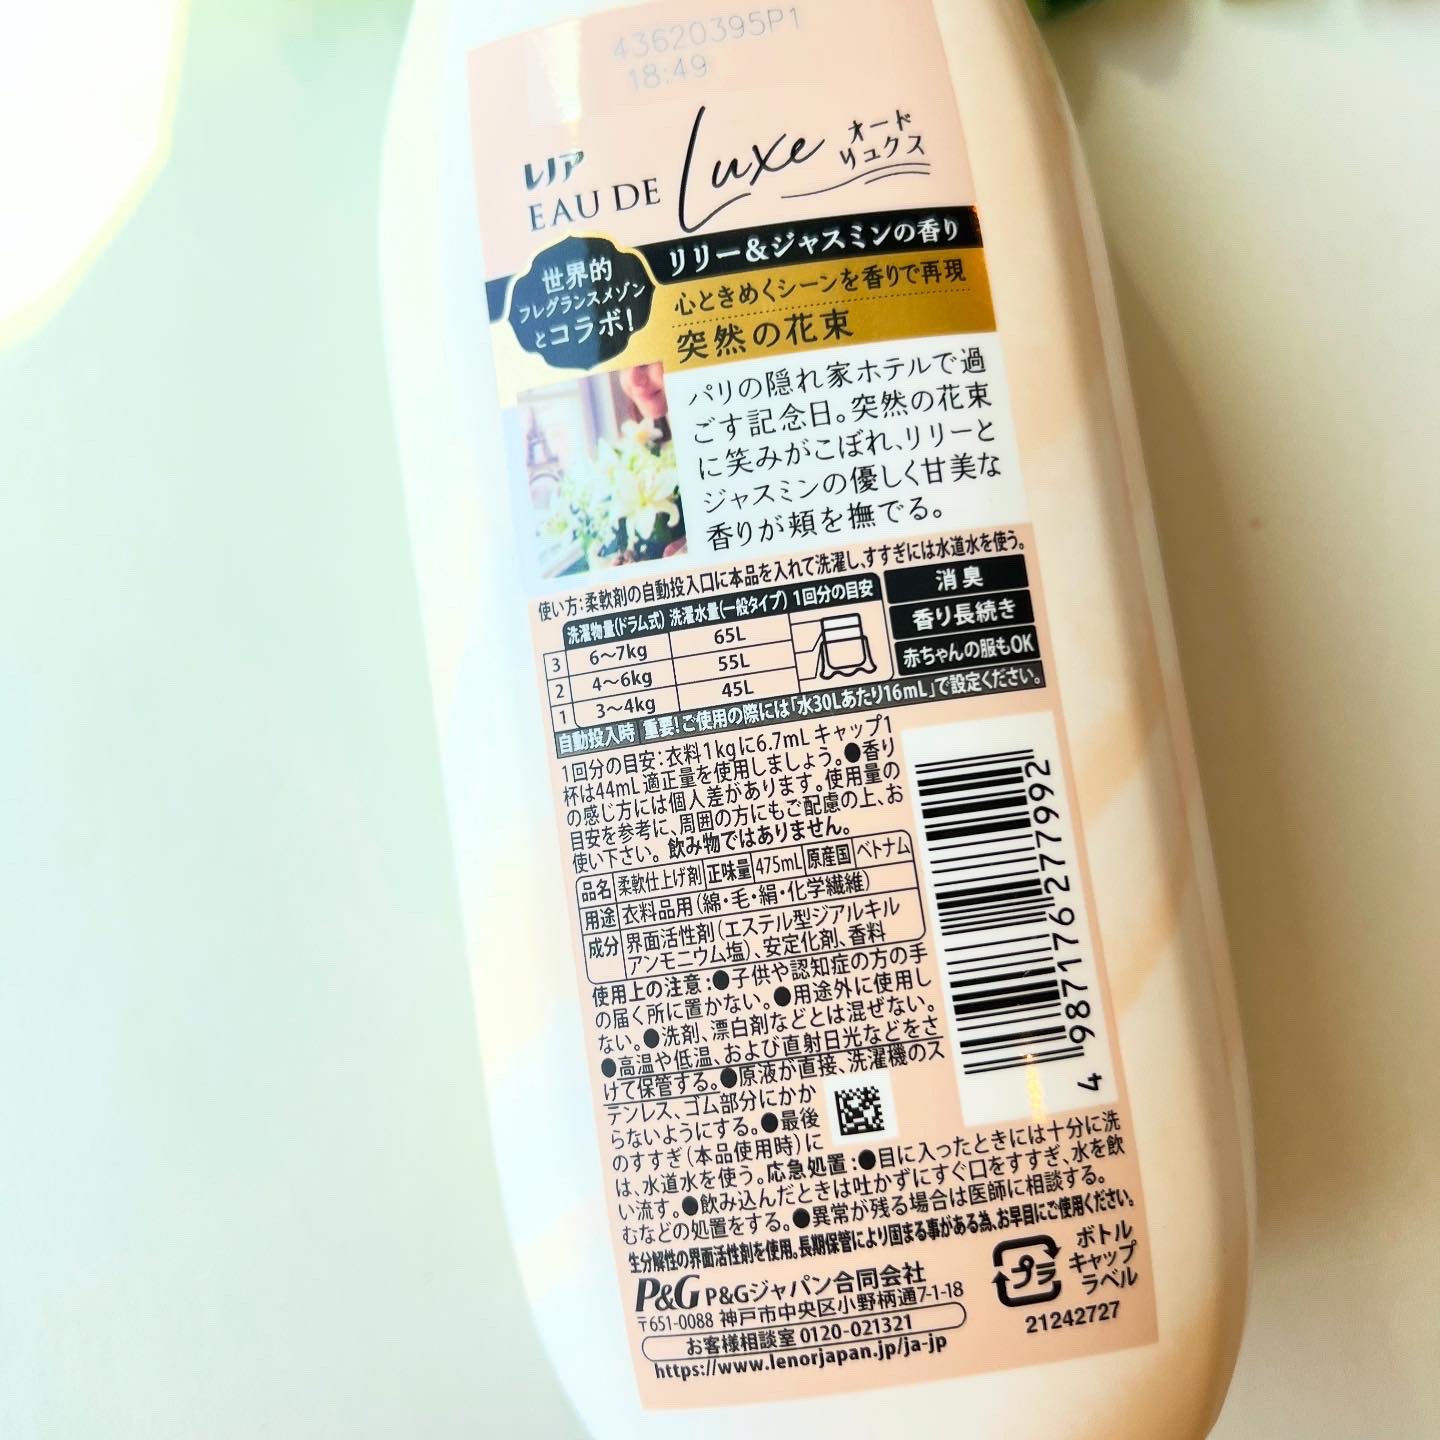 43620395P1
18:49
レノア
EAU DE Luxe オード
リュクス
世界的
フレグランスメゾン
とコラボ!
リリー&ジャスミンの香り
心ときめくシーンを香りで再現
突然の花束
パリの隠れ家ホテルで過
ごす記念日。突然の花束
に笑みがこぼれ、リリーと
ジャスミンの優しく甘美な
香りが頬を撫でる。
使い方:柔軟剤の自動投入口に本品を入れて洗濯し、すすぎには水道水を使う。
洗濯物量(ドラム式) 洗濯水量(一般タイプ) 1回分の目安
3 6〜7kg 65L
2 4〜6kg 55L
1 3〜4kg 45L
消臭
香り長続き
赤ちゃんの服もOK
自動投入時 重要!ご使用の際には「水30Lあたり16mL」で設定ください。
1回分の目安:衣料1kgに6.7mL キャップ1
杯は44mL 適正量を使用しましょう。●香り
の感じ方には個人差があります。使用量の
目安を参考に、周囲の方にもご配慮の上、お
使い下さい。飲み物ではありません。
品名 柔軟仕上げ剤 正味量 475mL 原産国 ベトナム
用途 衣料品用(綿・毛・絹・化学繊維)
成分 界面活性剤(エステル型ジアルキル
アンモニウム塩)、安定化剤、香料
使用上の注意:●子供や認知症の方の手
の届く所に置かない。●用途外に使用し
ない。●洗剤、漂白剤などとは混ぜない。
●高温や低温、および直射日光などをさ
けて保管する。●原液が直接、洗濯機のス
テンレス、ゴム部分にかか
らないようにする。●最後
のすすぎ(本品使用時)に
は、水道水を使う。応急処置:●目に入ったときには十分に洗
い流す。●飲み込んだときは吐かずにすぐ口をすすぎ、水を飲
むなどの処置をする。●異常が残る場合は医師に相談する。
生分解性の界面活性剤を使用。長期保管により固まる事がある為、お早目にご使用ください。
P&G P&Gジャパン合同会社
〒651-0088 神戸市中央区小野柄通7-1-18
お客様相談室 0120-021321
https://www.lenorjapan.jp/ja-jp
プラ
ボトル
キャップ
ラベル
21242727
4 987176 277992